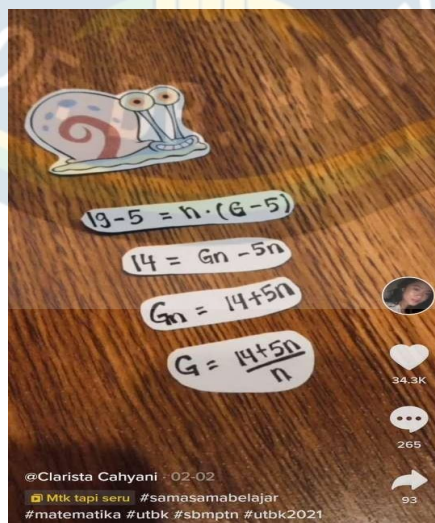 19-5 = n.(G-5)
14 = Gn -5n
Gn = 14+5n
G = 14+5n
n
34.3K
265
93
@Clarista Cahyani · 02-02
Mtk tapi seru #samasamabelajar
#matematika #utbk #sbmptn #utbk2021